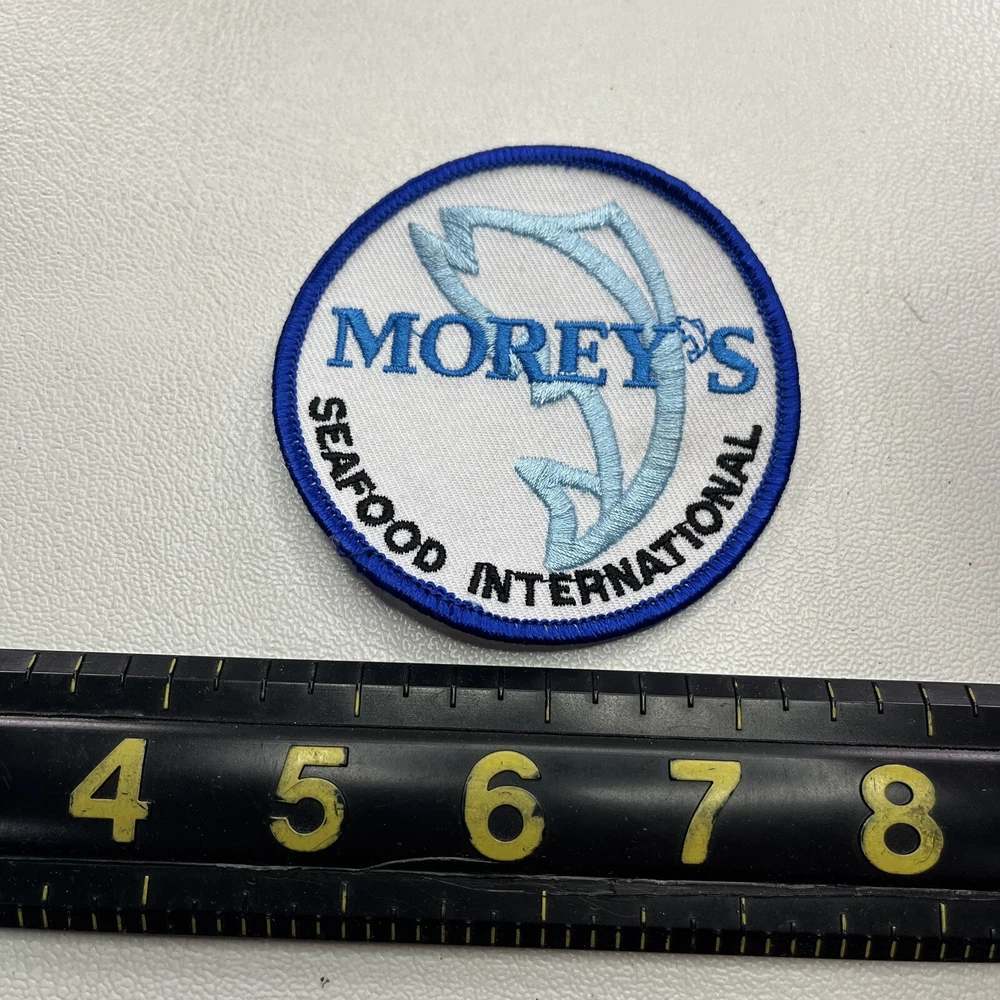 MOREY'S
SEAFOOD INTERNATIONAL
4 5 6 7 8